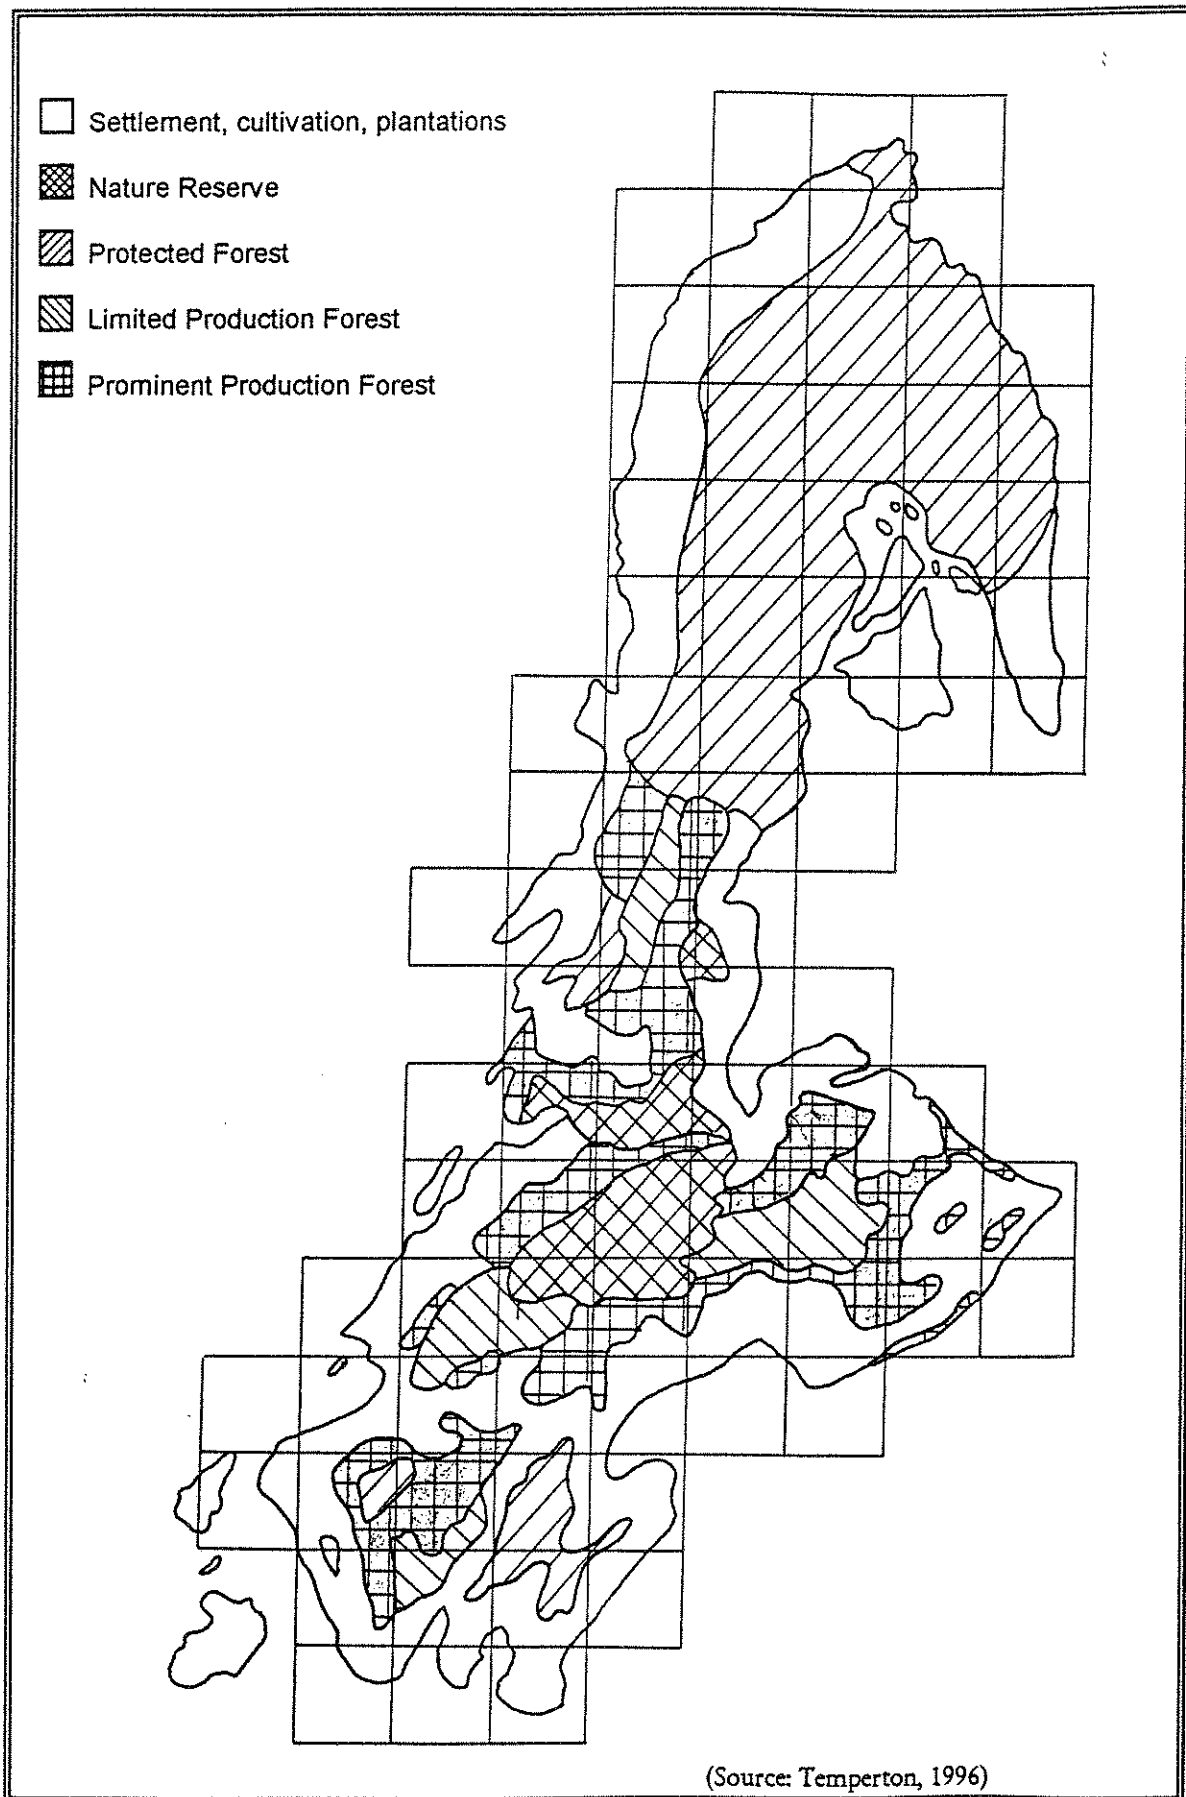 Settlement, cultivation, plantations
Nature Reserve
Protected Forest
Limited Production Forest
Prominent Production Forest
(Source: Temperton, 1996)